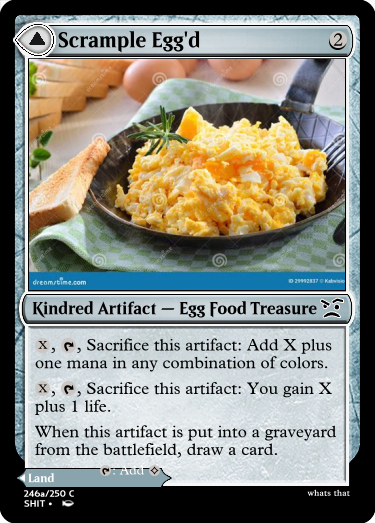 Scrample Egg'd 2
dreamstime.com
ID 29992837 © Kabvisio
Kindred Artifact — Egg Food Treasure
X, T, Sacrifice this artifact: Add X plus
one mana in any combination of colors.
X, T, Sacrifice this artifact: You gain X
plus 1 life.
When this artifact is put into a graveyard
from the battlefield, draw a card.
T: Add C
Land
246a/250 C
SHIT •
whats that